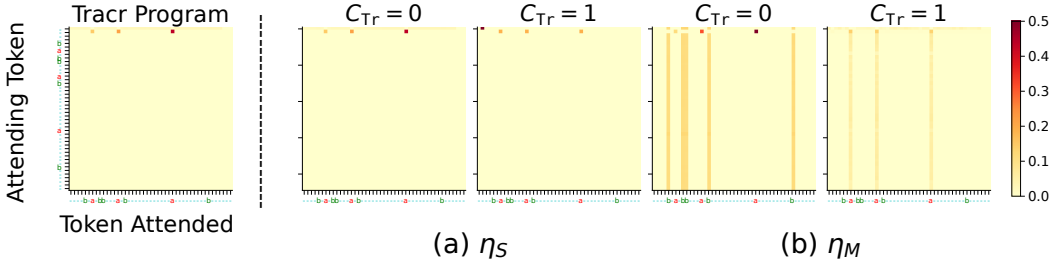 Tracr Program
C_Tr = 0
C_Tr = 1
C_Tr = 0
C_Tr = 1
Attending Token
b
a
b
b
a
b
a
b
b a b b a b a b
b a b b a b a b
b a b b a b a b
b a b b a b a b
b a b b a b a b
0.5
0.4
0.3
0.2
0.1
0.0
Token Attended
(a) η_S
(b) η_M